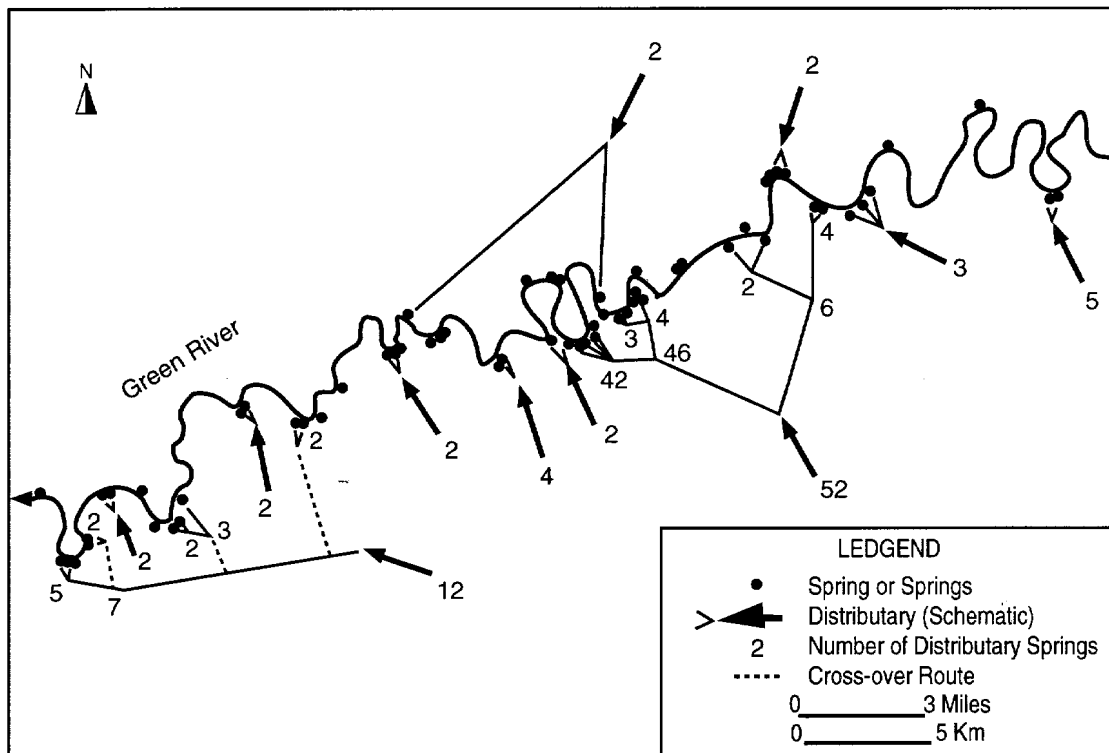 2
2
N
4
3
5
2
6
4
3
46
42
Green River
2
2
4
2
52
2
2
3
2
2
2
12
5
7
LEDGEND
Spring or Springs
Distributary (Schematic)
2 Number of Distributary Springs
Cross-over Route
0 3 Miles
0 5 Km